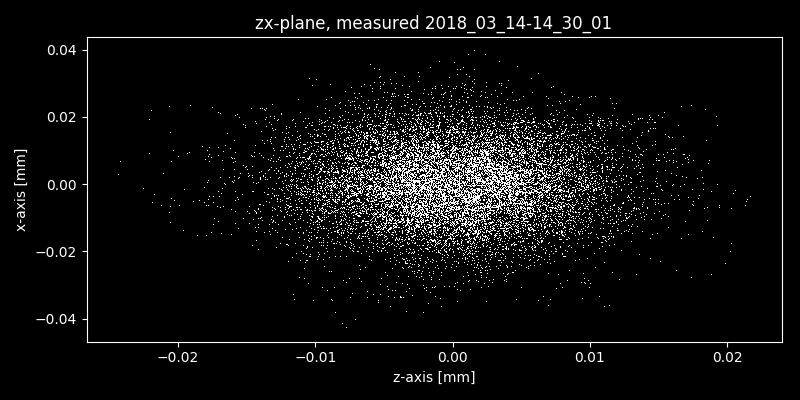 zx-plane, measured 2018_03_14-14_30_01
0.04
0.02
0.00
−0.02
−0.04
x-axis [mm]
−0.02 −0.01 0.00 0.01 0.02
z-axis [mm]